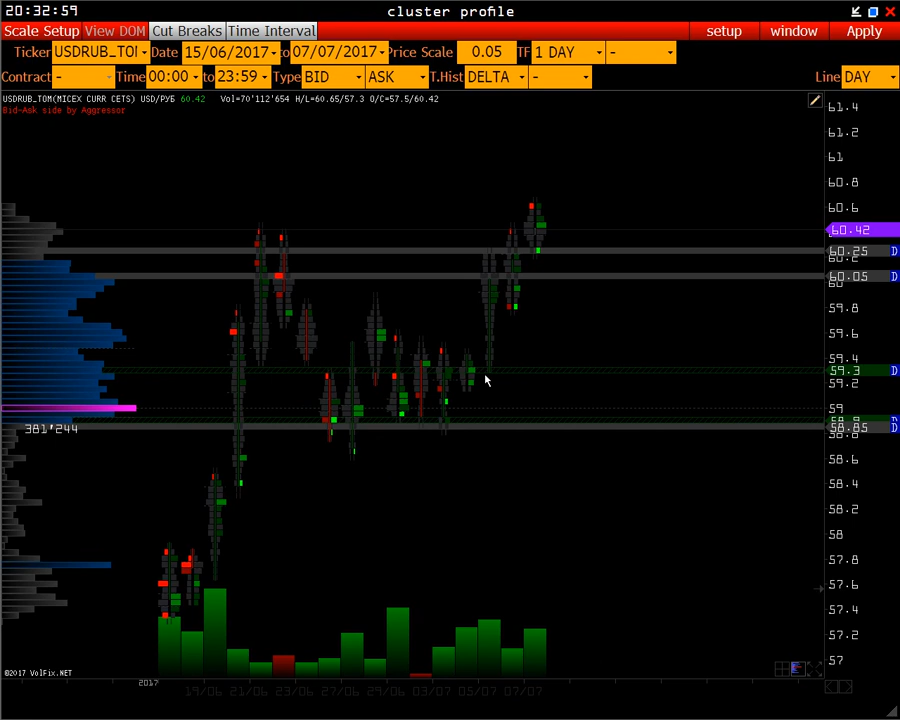 20:32:59 cluster profile
Scale Setup View DOM Cut Breaks Time Interval setup window Apply
Ticker USDRUB_TOI Date 15/06/2017 to 07/07/2017 Price Scale 0.05 TF 1 DAY -
Contract - Time 00:00 to 23:59 Type BID ASK T.Hist DELTA - Line DAY
USDRUB_TOM(MICEX CURR CETS) USD/РУБ 60.42 Vol=70'112'654 H/L=60.65/57.3 O/C=57.5/60.42
Bid-Ask side by Aggressor
61.4
61.2
61
60.8
60.6
60.42
60.25 D
60.2
60.05 D
60
59.8
59.6
59.4
59.3 D
59.2
59
58.9 D
58.85 D
58.8
381'244
58.6
58.4
58.2
58
57.8
57.6
57.4
57.2
57
©2017 VolFix.NET
2017
19/06 21/06 23/06 27/06 29/06 03/07 05/07 07/07